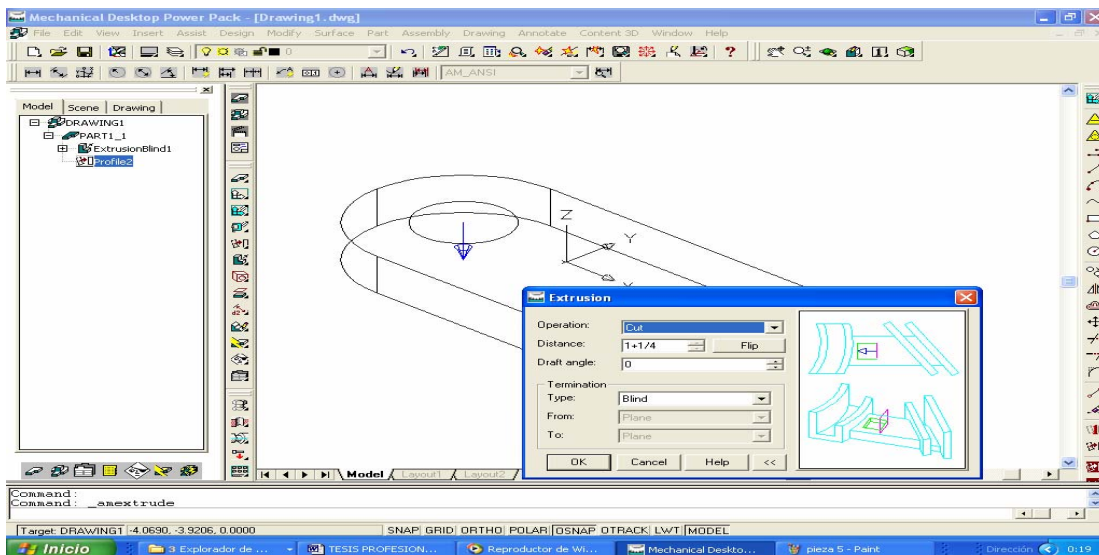 Mechanical Desktop Power Pack - [Drawing1.dwg]
File Edit View Insert Assist Design Modify Surface Part Assembly Drawing Annotate Content 3D Window Help
0
AM_ANSI
Model Scene Drawing
DRAWING1
PART1_1
ExtrusionBlind1
Profile2
Z
Y
X
Extrusion
Operation: Cut
Distance: 1+1/4 Flip
Draft angle: 0
Termination
Type: Blind
From: Plane
To: Plane
OK Cancel Help <<
Model Layout1 Layout2
Command:
Command: _amextrude
Target: DRAWING1 -4.0690, -3.9206, 0.0000 SNAP GRID ORTHO POLAR OSNAP OTRACK LWT MODEL
Inicio 3 Explorador de ... TESIS PROFESION... Reproductor de Wi... Mechanical Deskto... pieza 5 - Paint Dirección 0:19